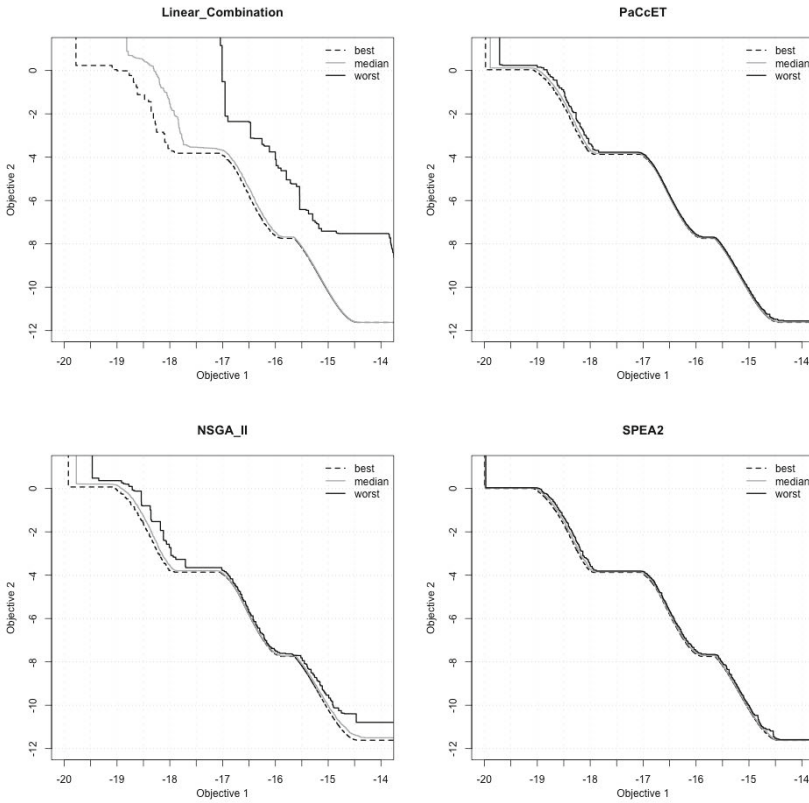 Linear_Combination
best
median
worst
0
-2
-4
-6
-8
-10
-12
Objective 2
-20 -19 -18 -17 -16 -15 -14
Objective 1
PaCcET
best
median
worst
0
-2
-4
-6
-8
-10
-12
Objective 2
-20 -19 -18 -17 -16 -15 -14
Objective 1
NSGA_II
best
median
worst
0
-2
-4
-6
-8
-10
-12
Objective 2
-20 -19 -18 -17 -16 -15 -14
Objective 1
SPEA2
best
median
worst
0
-2
-4
-6
-8
-10
-12
Objective 2
-20 -19 -18 -17 -16 -15 -14
Objective 1